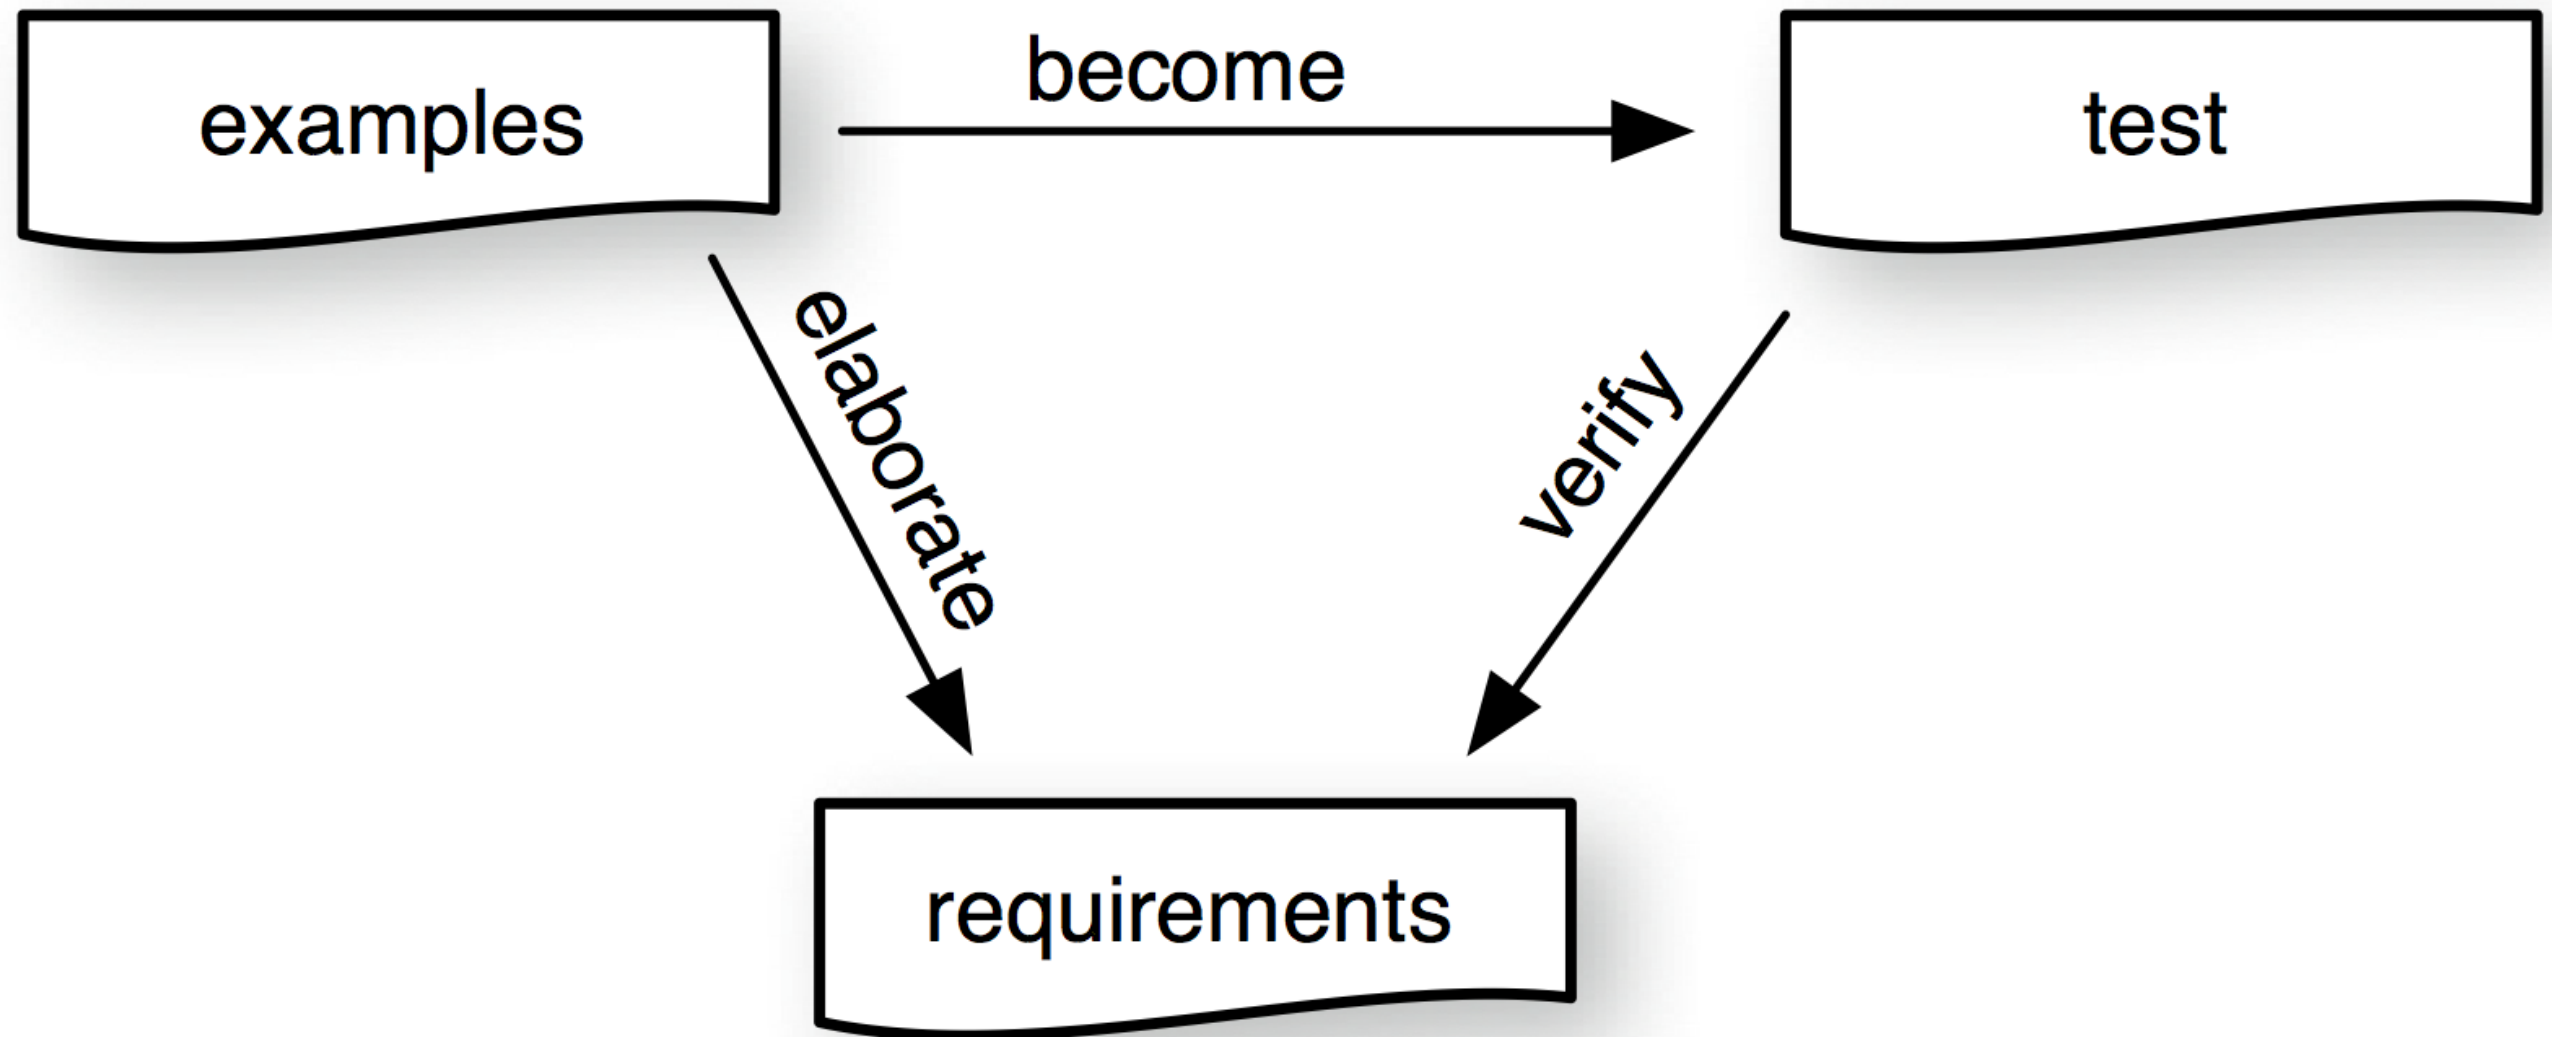 examples
become
test
elaborate
verify
requirements